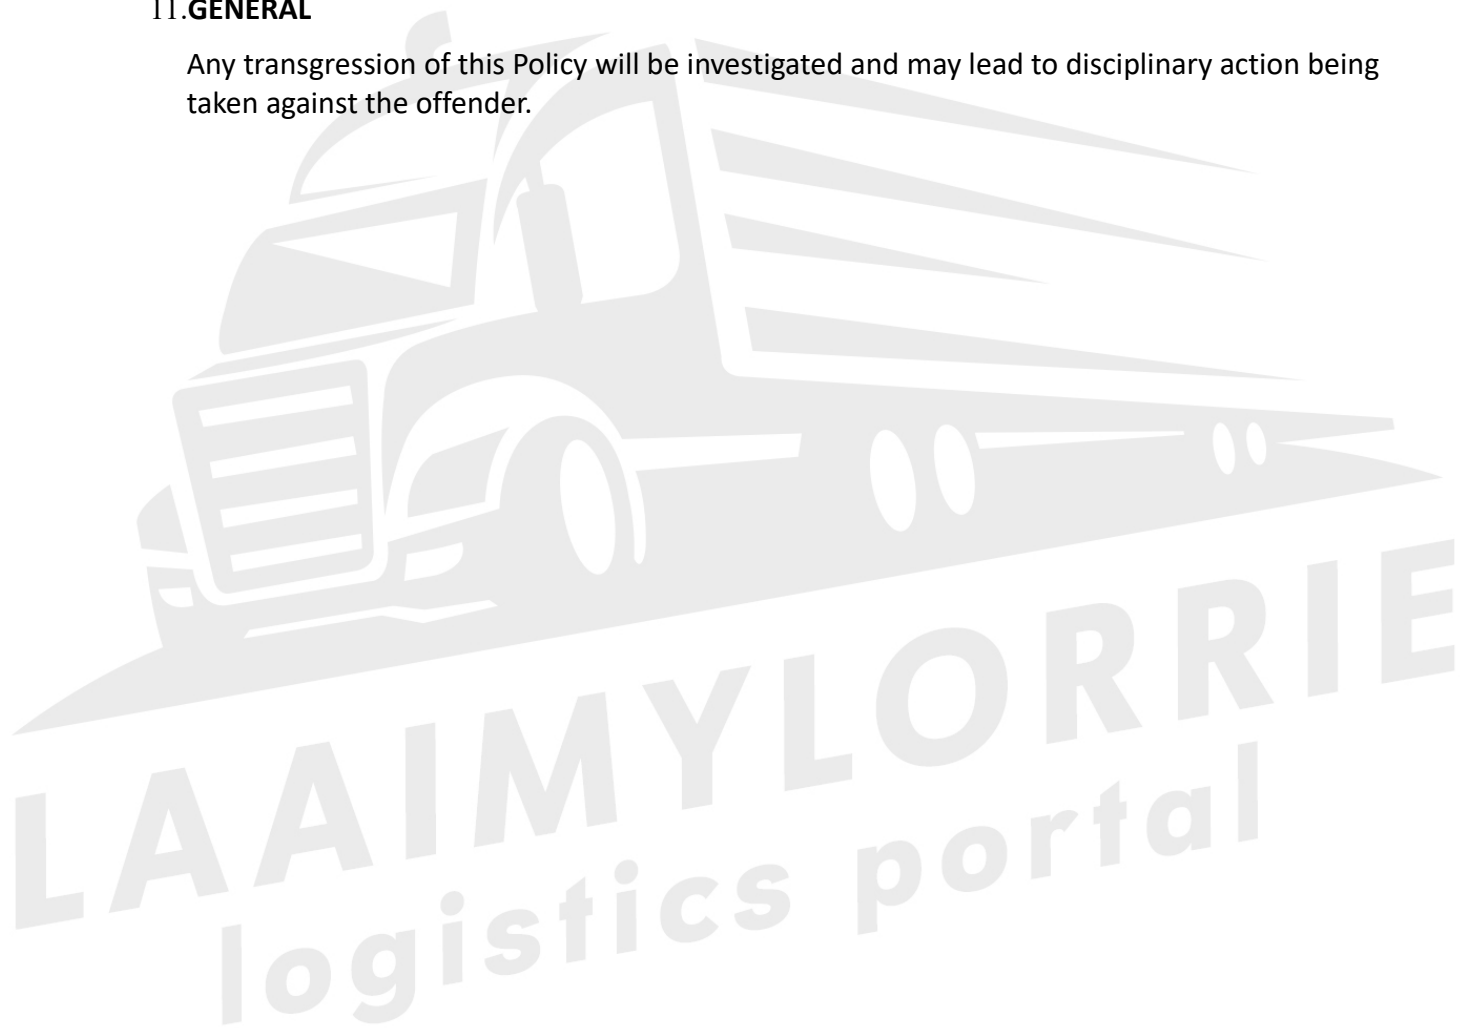 11.GENERAL
Any transgression of this Policy will be investigated and may lead to disciplinary action being
taken against the offender.
LAAIMYLORRIE
logistics portal